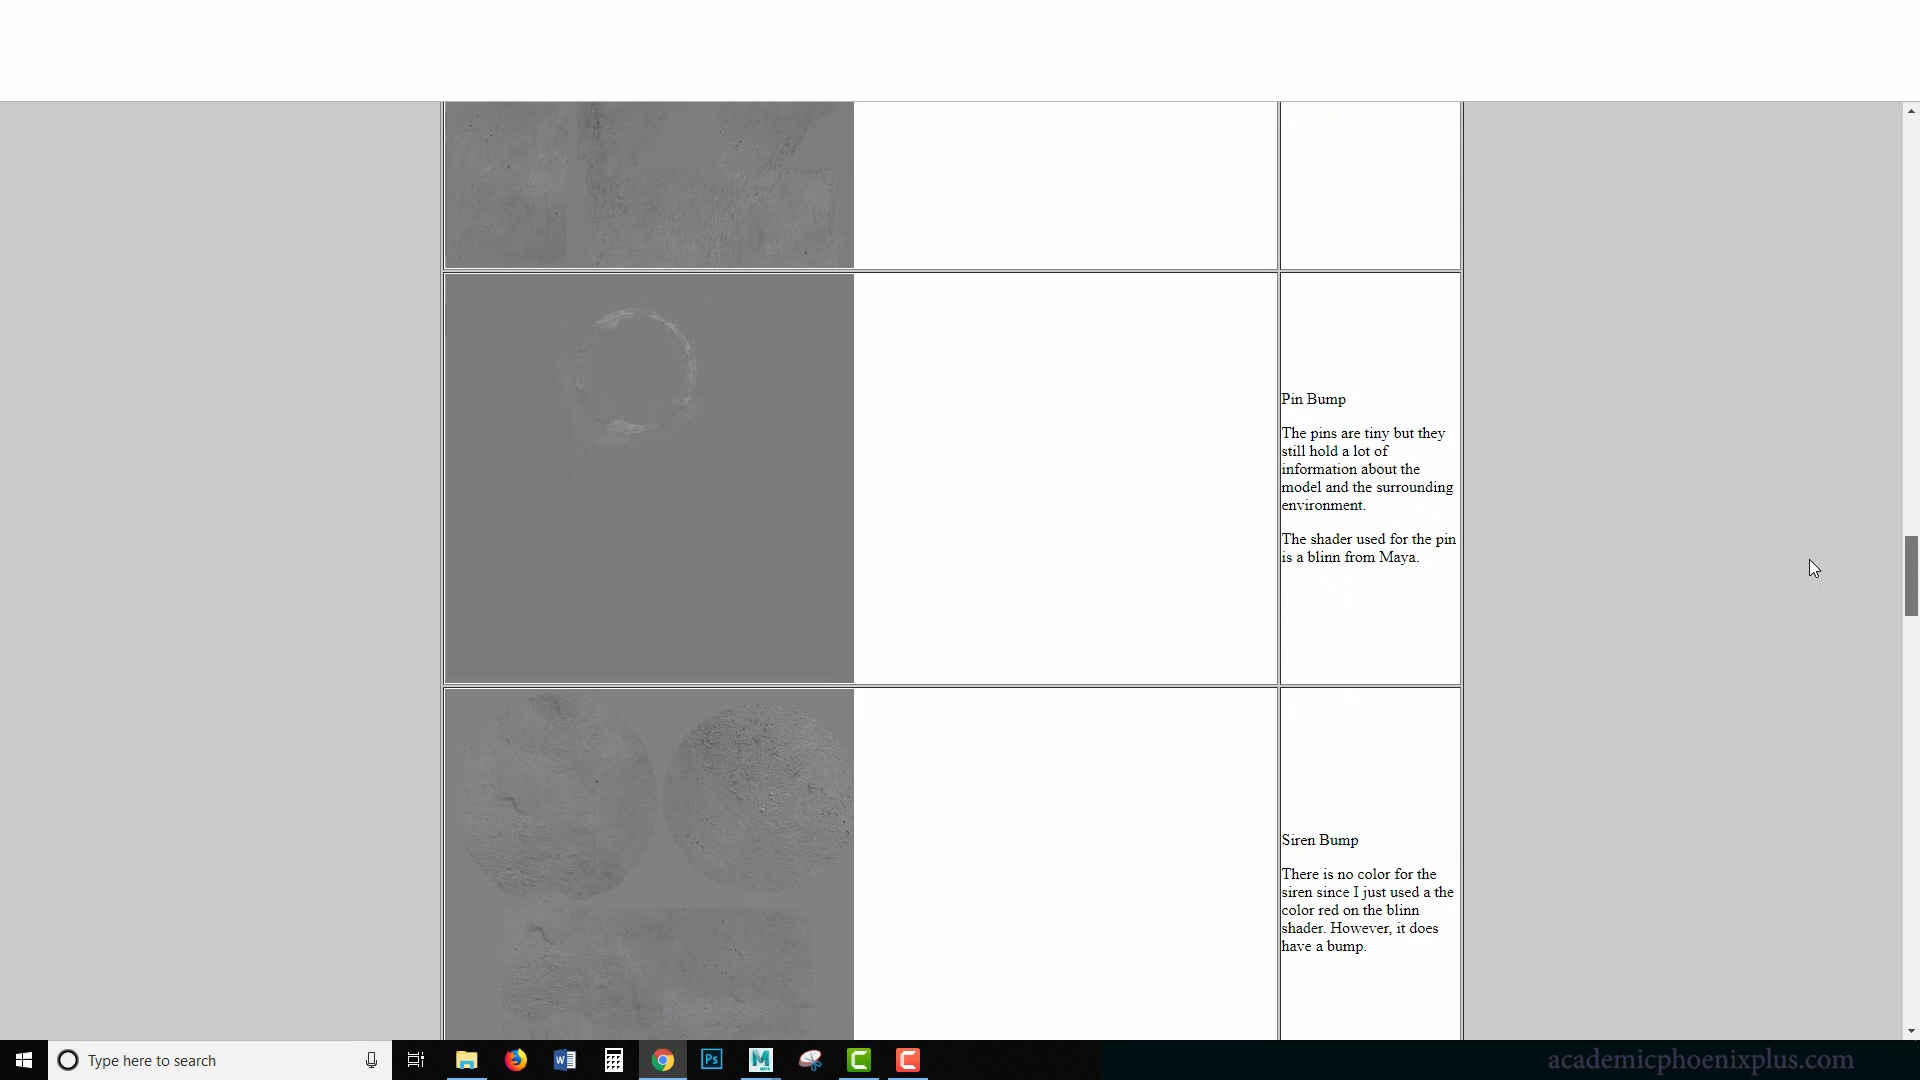 Pin Bump
The pins are tiny but they
still hold a lot of
information about the
model and the surrounding
environment.
The shader used for the pin
is a blinn from Maya.
Siren Bump
There is no color for the
siren since I just used a the
color red on the blinn
shader. However, it does
have a bump.
Type here to search
W
Ps
M
C
C
academicphoenixplus.com